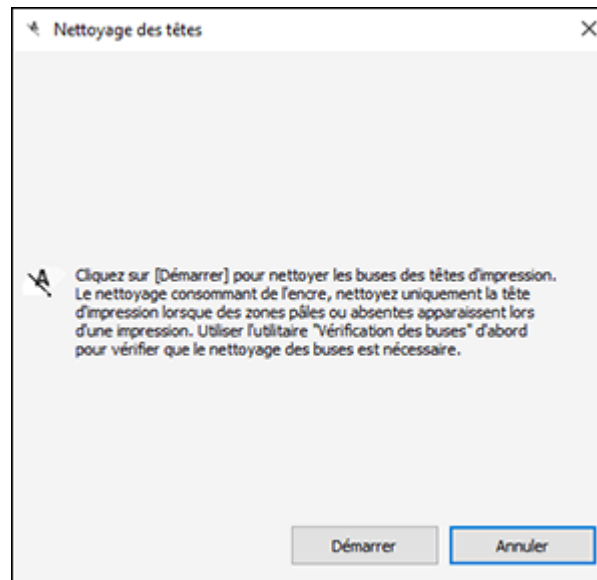 Nettoyage des têtes
Cliquez sur [Démarrer] pour nettoyer les buses des têtes d'impression.
Le nettoyage consommant de l'encre, nettoyez uniquement la tête
d'impression lorsque des zones pâles ou absentes apparaissent lors
d'une impression. Utiliser l'utilitaire "Vérification des buses" d'abord
pour vérifier que le nettoyage des buses est nécessaire.
Démarrer
Annuler